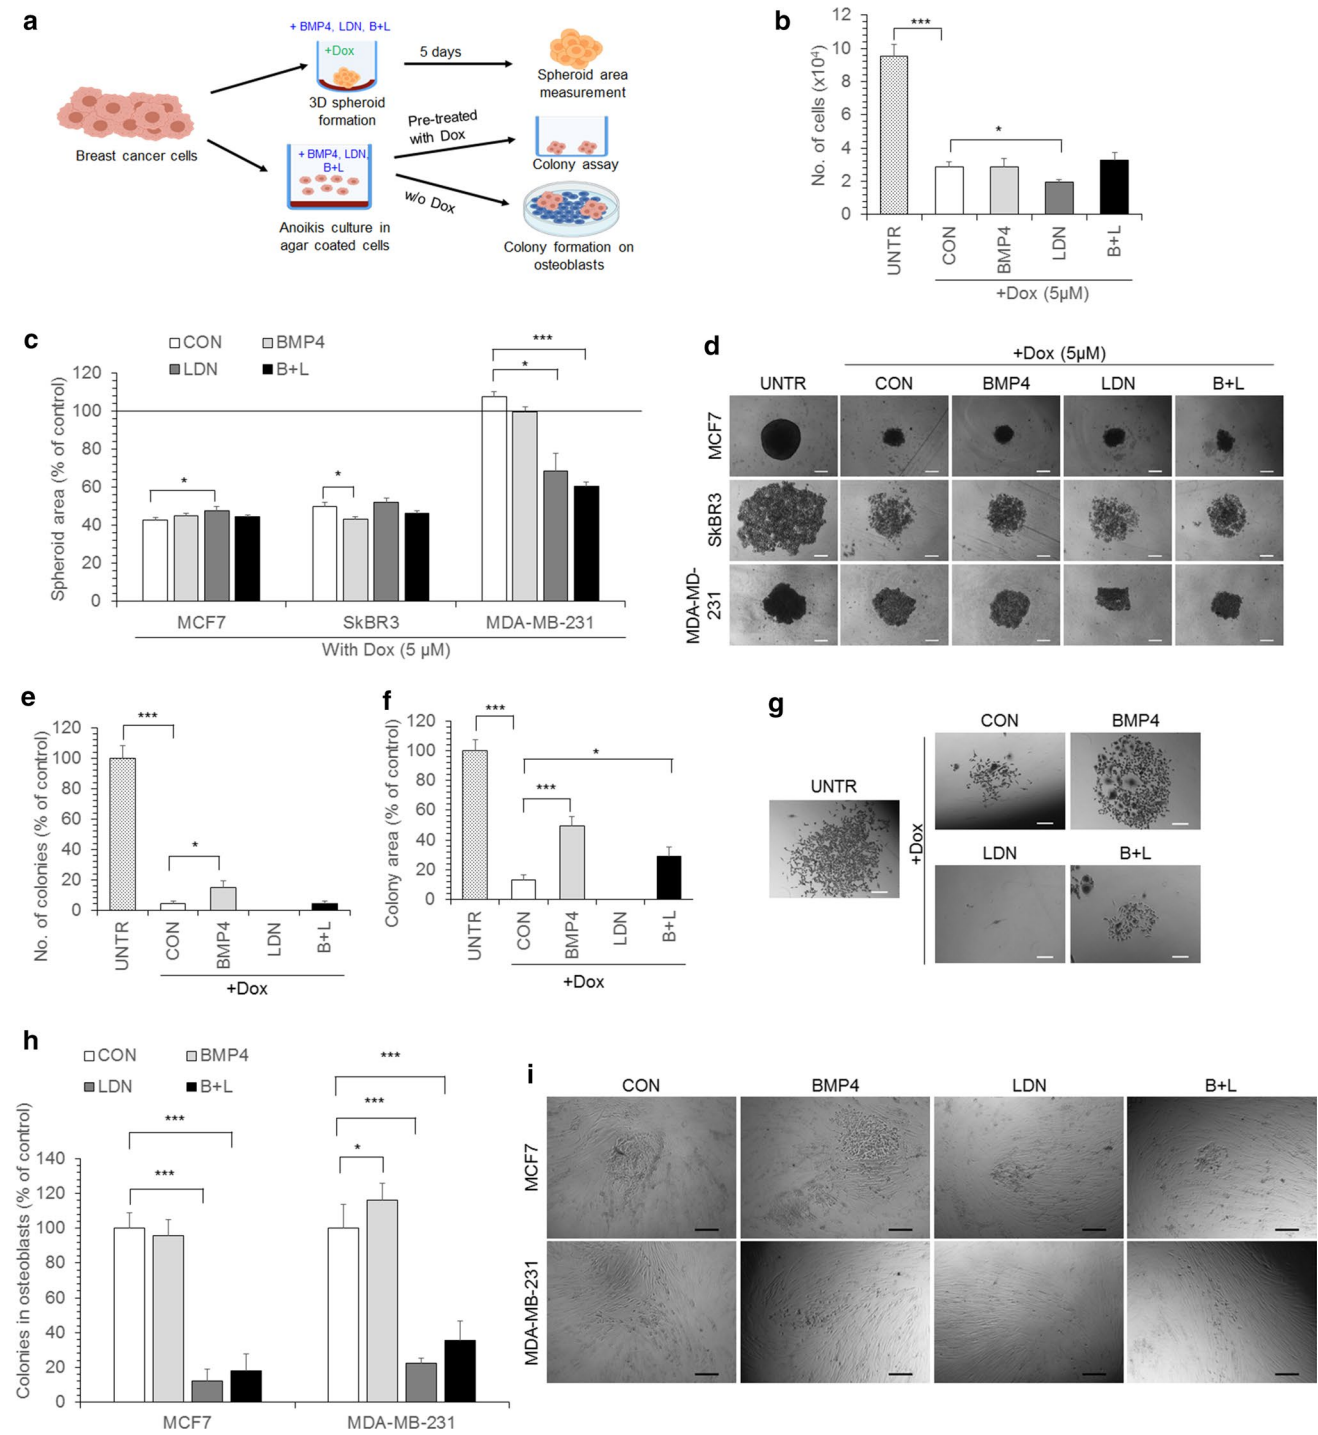 a
+ BMP4, LDN, B+L
+Dox
5 days
Spheroid area
measurement
3D spheroid
formation
Pre-treated
with Dox
Breast cancer cells
+ BMP4, LDN,
B+L
Colony assay
w/o Dox
Anoikis culture in
agar coated cells
Colony formation on
osteoblasts
b
No. of cells (x10⁴)
12
10
8
6
4
2
0
***
*
UNTR
CON
BMP4
LDN
B+L
+Dox (5µM)
c
CON
BMP4
LDN
B+L
Spheroid area (% of control)
120
100
80
60
40
20
0
*
*
***
*
MCF7
SkBR3
MDA-MB-231
With Dox (5 µM)
d
+Dox (5µM)
UNTR
CON
BMP4
LDN
B+L
MCF7
SkBR3
MDA-MD-
231
e
No. of colonies (% of control)
120
100
80
60
40
20
0
***
*
UNTR
CON
BMP4
LDN
B+L
+Dox
f
Colony area (% of control)
120
100
80
60
40
20
0
***
*
***
UNTR
CON
BMP4
LDN
B+L
+Dox
g
CON
BMP4
UNTR
+Dox
LDN
B+L
h
CON
BMP4
LDN
B+L
Colonies in osteoblasts (% of control)
140
120
100
80
60
40
20
0
***
***
***
***
*
MCF7
MDA-MB-231
i
CON
BMP4
LDN
B+L
MCF7
MDA-MB-231